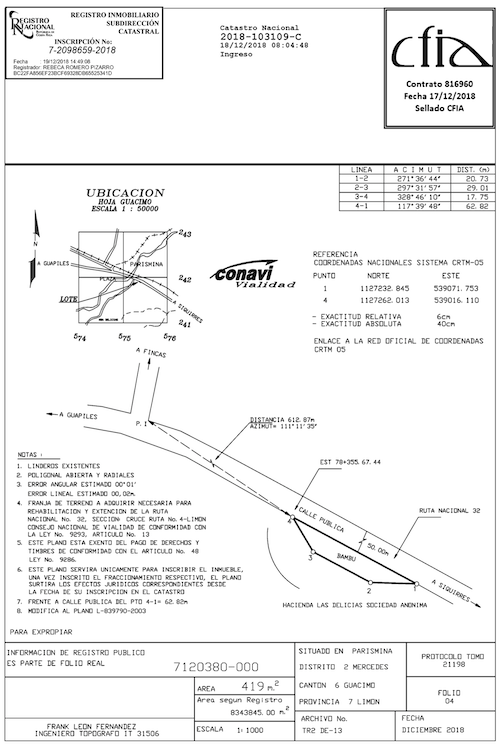 REGISTRO INMOBILIARIO
SUBDIRECCIÓN
CATASTRAL
REGISTRO
NACIONAL
INSCRIPCIÓN No:
7-2098659-2018
Fecha 19/12/2018 14:49:06
Registrador: REBECA ROMERO PIZARRO
Catastro Nacional
2018-103109-C
18/12/2018 08:04:48
Ingreso
cfia
Contrato 816960
Fecha 17/12/2018
Sellado CFIA
LINEA A C I M U T DIST. (m)
1-2 271°36'44" 20.73
2-3 297°31'57" 29.01
3-4 328°46'10" 17.75
4-1 117°39'48" 62.82
UBICACION
HOJA GUACIMO
ESCALA 1 : 50000
N
243
A GUAPILES
PARISMINA
PLAZA
242
LOTE
A SIQUIRRES
241
574 575 576
conavi
Vialidad
REFERENCIA
COORDENADAS NACIONALES SISTEMA CRTM-05
PUNTO NORTE ESTE
1 1127232.845 539071.753
4 1127262.013 539016.110
- EXACTITUD RELATIVA 6cm
- EXACTITUD ABSOLUTA 40cm
ENLACE A LA RED OFICIAL DE COORDENADAS
CRTM 05
A FINCAS
A GUAPILES
P.1
DISTANCIA 612.87m
AZIMUT= 111°11'35"
EST 78+355.67.44
CALLE PUBLICA
RUTA NACIONAL 32
50.00m
4
3
BAMBU
2
1
A SIQUIRRES
HACIENDA LAS DELICIAS SOCIEDAD ANONIMA
NOTAS :
1. LINDEROS EXISTENTES
2. POLIGONAL ABIERTA Y RADIALES
3. ERROR ANGULAR ESTIMADO 00°01'
ERROR LINEAL ESTIMADO 00,02m.
4. FRANJA DE TERRENO A ADQUIRIR NECESARIA PARA
REHABILITACION Y EXTENCION DE LA RUTA
NACIONAL No. 32, SECCION: CRUCE RUTA No.4-LIMON
CONSEJO NACIONAL DE VIALIDAD DE CONFORMIDAD CON
LA LEY No. 9293, ARTICULO No. 13
5. ESTE PLANO ESTA EXENTO DEL PAGO DE DERECHOS Y
TIMBRES DE CONFORMIDAD CON EL ARTICULO No. 48
LEY No. 9286.
6. ESTE PLANO SERVIRA UNICAMENTE PARA INSCRIBIR EL INMUEBLE,
UNA VEZ INSCRITO EL FRACCIONAMIENTO RESPECTIVO, EL PLANO
SURTIRA LOS EFECTOS JURIDICOS CORRESPONDIENTES DESDE
LA FECHA DE SU INSCRIPCION EN EL CATASTRO
7. FRENTE A CALLE PUBLICA DEL PTO 4-1= 62.82m
8. MODIFICA AL PLANO L-839790-2003
PARA EXPROPIAR
INFORMACION DE REGISTRO PUBLICO
ES PARTE DE FOLIO REAL
7120380-000
AREA 419 m.²
Area segun Registro
8343845.00 m.²
FRANK LEON FERNANDEZ
INGENIERO TOPOGRAFO IT 31506
ESCALA 1: 1000
SITUADO EN PARISMINA
DISTRITO 2 MERCEDES
CANTON 6 GUACIMO
PROVINCIA 7 LIMON
ARCHIVO No.
TR2 DE-13
PROTOCOLO TOMO
21198
FOLIO
04
FECHA
DICIEMBRE 2018